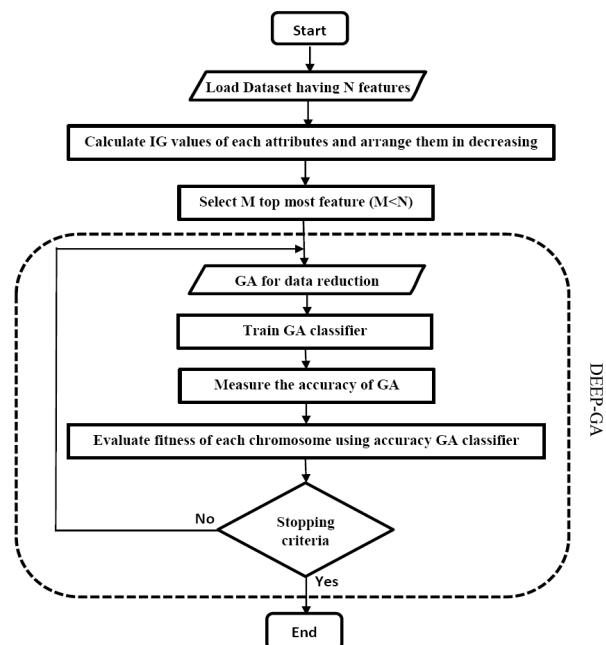 Start
Load Dataset having N features
Calculate IG values of each attributes and arrange them in decreasing
Select M top most feature (M<N)
GA for data reduction
Train GA classifier
Measure the accuracy of GA
Evaluate fitness of each chromosome using accuracy GA classifier
No
Stopping
criteria
Yes
End
DEEP-GA